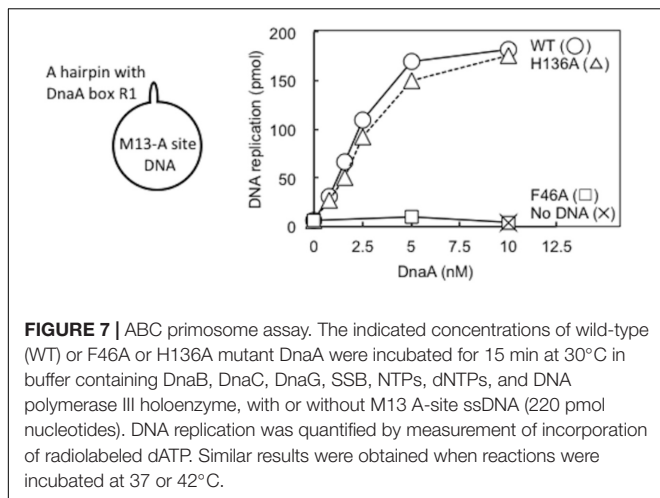 A hairpin with
DnaA box R1
M13-A site
DNA
DNA replication (pmol)
200
150
100
50
0
0
2.5
5
7.5
10
12.5
DnaA (nM)
WT (○)
H136A (△)
F46A (□)
No DNA (✕)
FIGURE 7 | ABC primosome assay. The indicated concentrations of wild-type
(WT) or F46A or H136A mutant DnaA were incubated for 15 min at 30°C in
buffer containing DnaB, DnaC, DnaG, SSB, NTPs, dNTPs, and DNA
polymerase III holoenzyme, with or without M13 A-site ssDNA (220 pmol
nucleotides). DNA replication was quantified by measurement of incorporation
of radiolabeled dATP. Similar results were obtained when reactions were
incubated at 37 or 42°C.